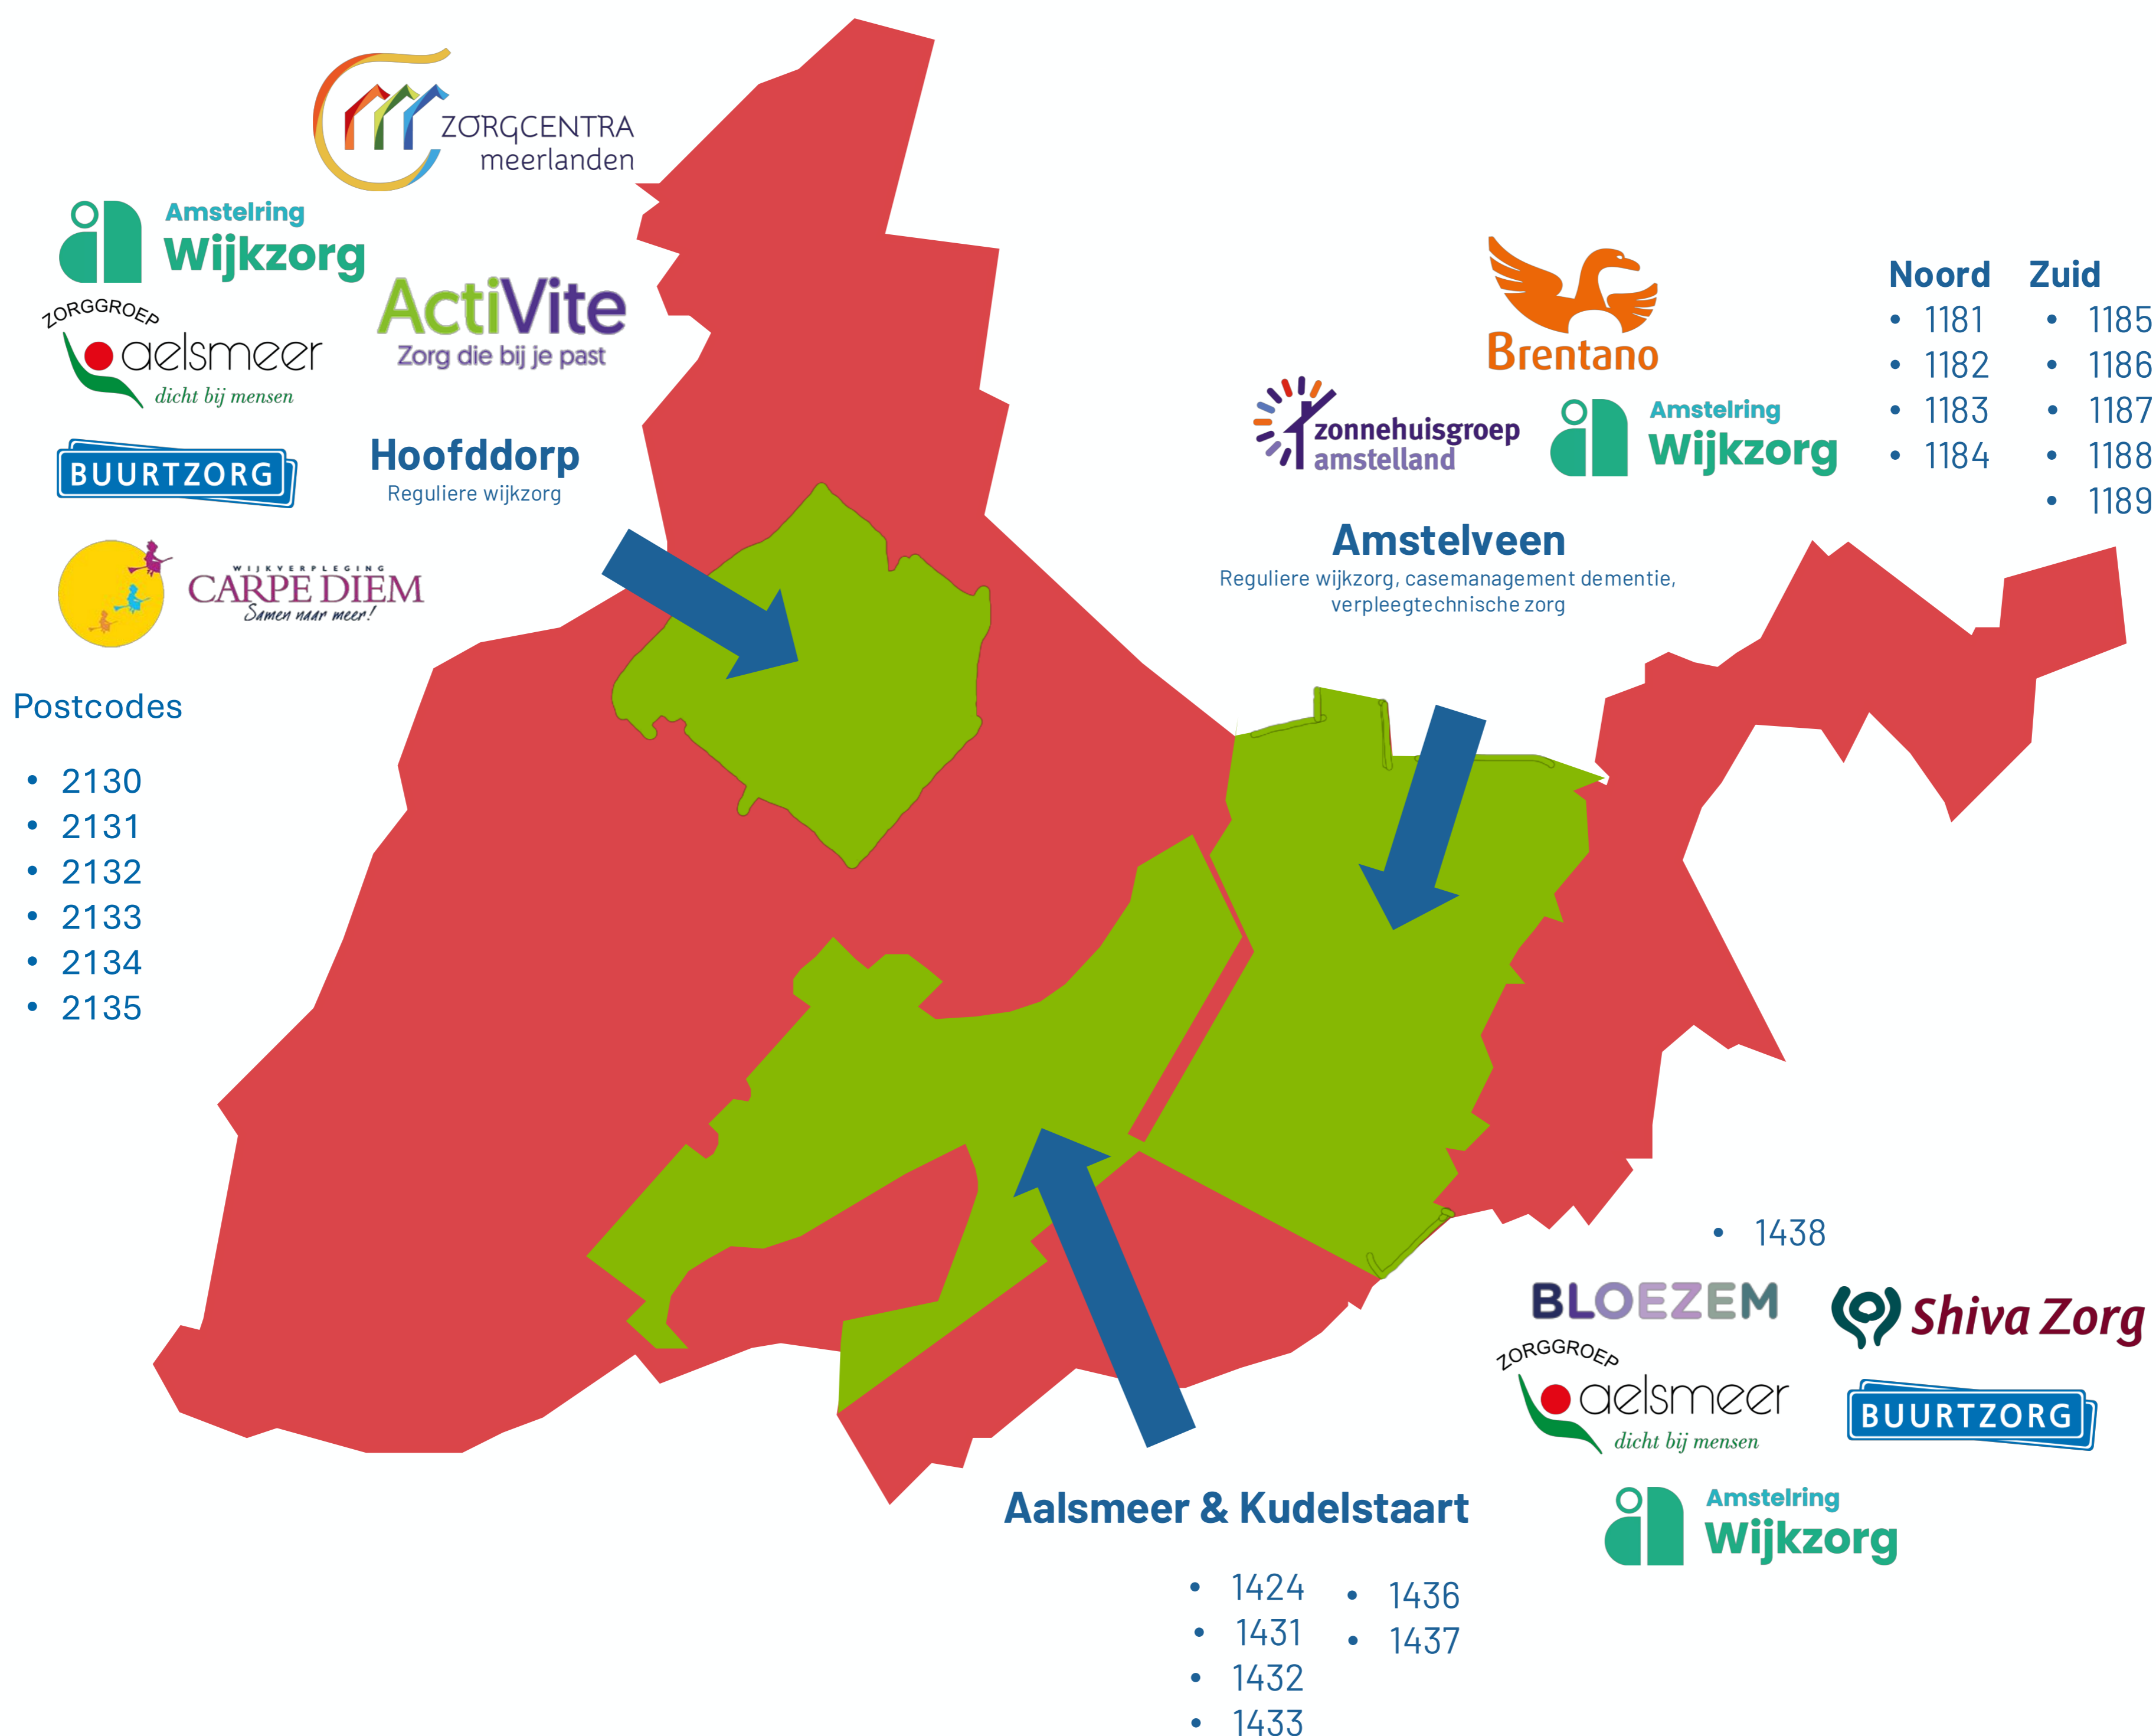 ZORGCENTRA
meerlanden
Amstelring
Wijkzorg
ActiVite
Zorg die bij je past
ZORGGROEP
aelsmeer
dicht bij mensen
BUURTZORG
Hoofddorp
Reguliere wijkzorg
WIJKVERPLEGING
CARPE DIEM
Samen naar meer!
Postcodes
• 2130
• 2131
• 2132
• 2133
• 2134
• 2135
Brentano
zonnehuisgroep
amstelland
Amstelring
Wijkzorg
Amstelveen
Reguliere wijkzorg, casemanagement dementie,
verpleegtechnische zorg
Noord
• 1181
• 1182
• 1183
• 1184
Zuid
• 1185
• 1186
• 1187
• 1188
• 1189
• 1438
BLOEZEM
Shiva Zorg
ZORGGROEP
aelsmeer
dicht bij mensen
BUURTZORG
Amstelring
Wijkzorg
Aalsmeer & Kudelstaart
• 1424
• 1431
• 1432
• 1433
• 1436
• 1437